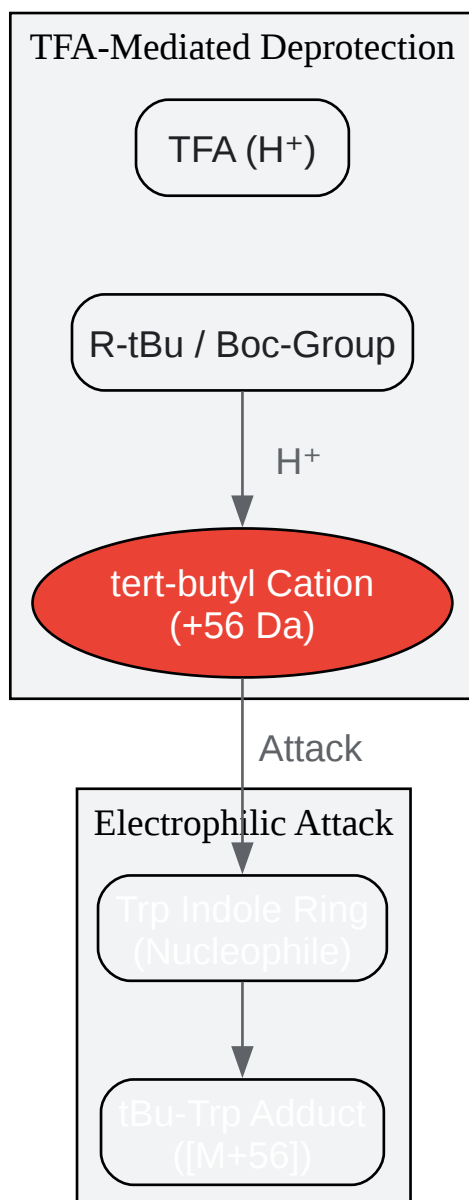 TFA-Mediated Deprotection
TFA (H⁺)
R-tBu / Boc-Group
H⁺
tert-butyl Cation
(+56 Da)
Attack
Electrophilic Attack
Trp Indole Ring
(Nucleophile)
tBu-Trp Adduct
([M+56])